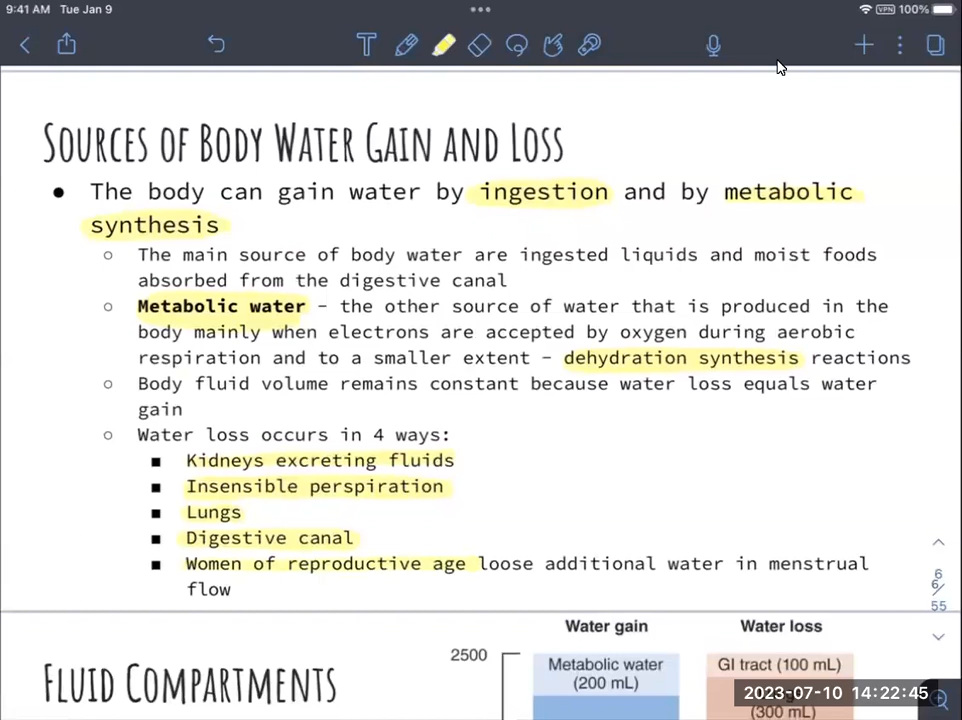 9:41 AM Tue Jan 9
VPN 100%
SOURCES OF BODY WATER GAIN AND LOSS
● The body can gain water by ingestion and by metabolic
synthesis
○ The main source of body water are ingested liquids and moist foods
absorbed from the digestive canal
○ Metabolic water – the other source of water that is produced in the
body mainly when electrons are accepted by oxygen during aerobic
respiration and to a smaller extent – dehydration synthesis reactions
○ Body fluid volume remains constant because water loss equals water
gain
○ Water loss occurs in 4 ways:
■ Kidneys excreting fluids
■ Insensible perspiration
■ Lungs
■ Digestive canal
■ Women of reproductive age loose additional water in menstrual
flow
6
6/
55
Water gain Water loss
FLUID COMPARTMENTS
2500
Metabolic water
(200 mL)
GI tract (100 mL)
(300 mL)
2023-07-10 14:22:45